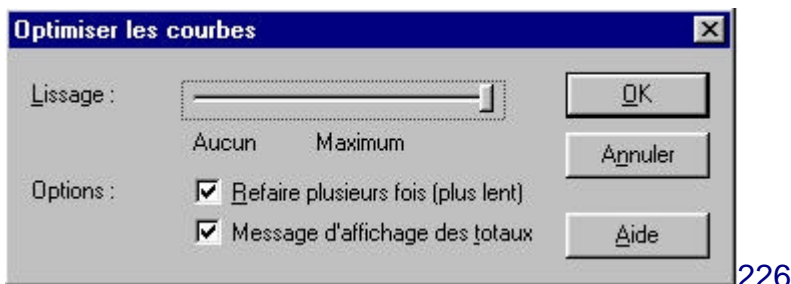 Optimiser les courbes
Lissage :
OK
Aucun Maximum
Annuler
Options :
Refaire plusieurs fois (plus lent)
Message d'affichage des totaux
Aide
226